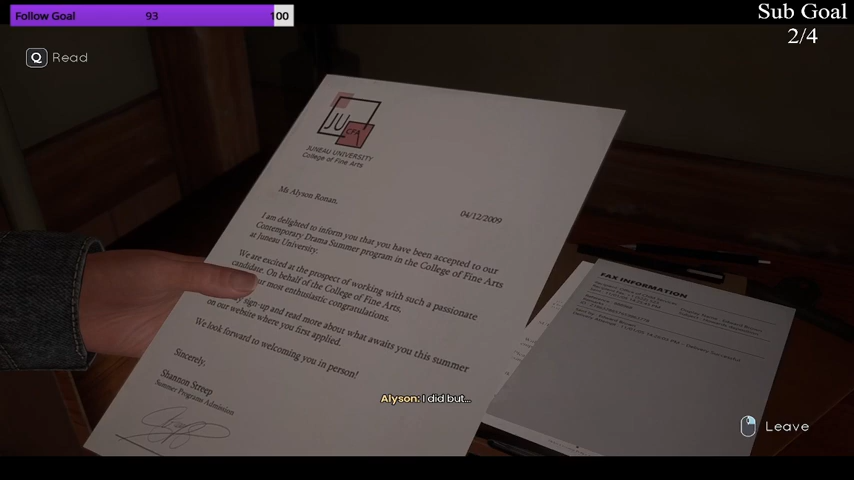 Follow Goal 93 100
Sub Goal
2/4
Q Read
JU
CFA
JUNEAU UNIVERSITY
College of Fine Arts
Ms Alyson Ronan,
04/12/2009
I am delighted to inform you that you have been accepted to our
Contemporary Drama Summer program in the College of Fine Arts
at Juneau University.
We are excited at the prospect of working with such a passionate
candidate. On behalf of the College of Fine Arts,
our most enthusiastic congratulations.
sign-up and read more about what awaits you this summer
on our website where you first applied.
We look forward to welcoming you in person!
Sincerely,
Shannon Streep
Summer Programs Admission
FAX INFORMATION
Alyson: I did but...
Leave